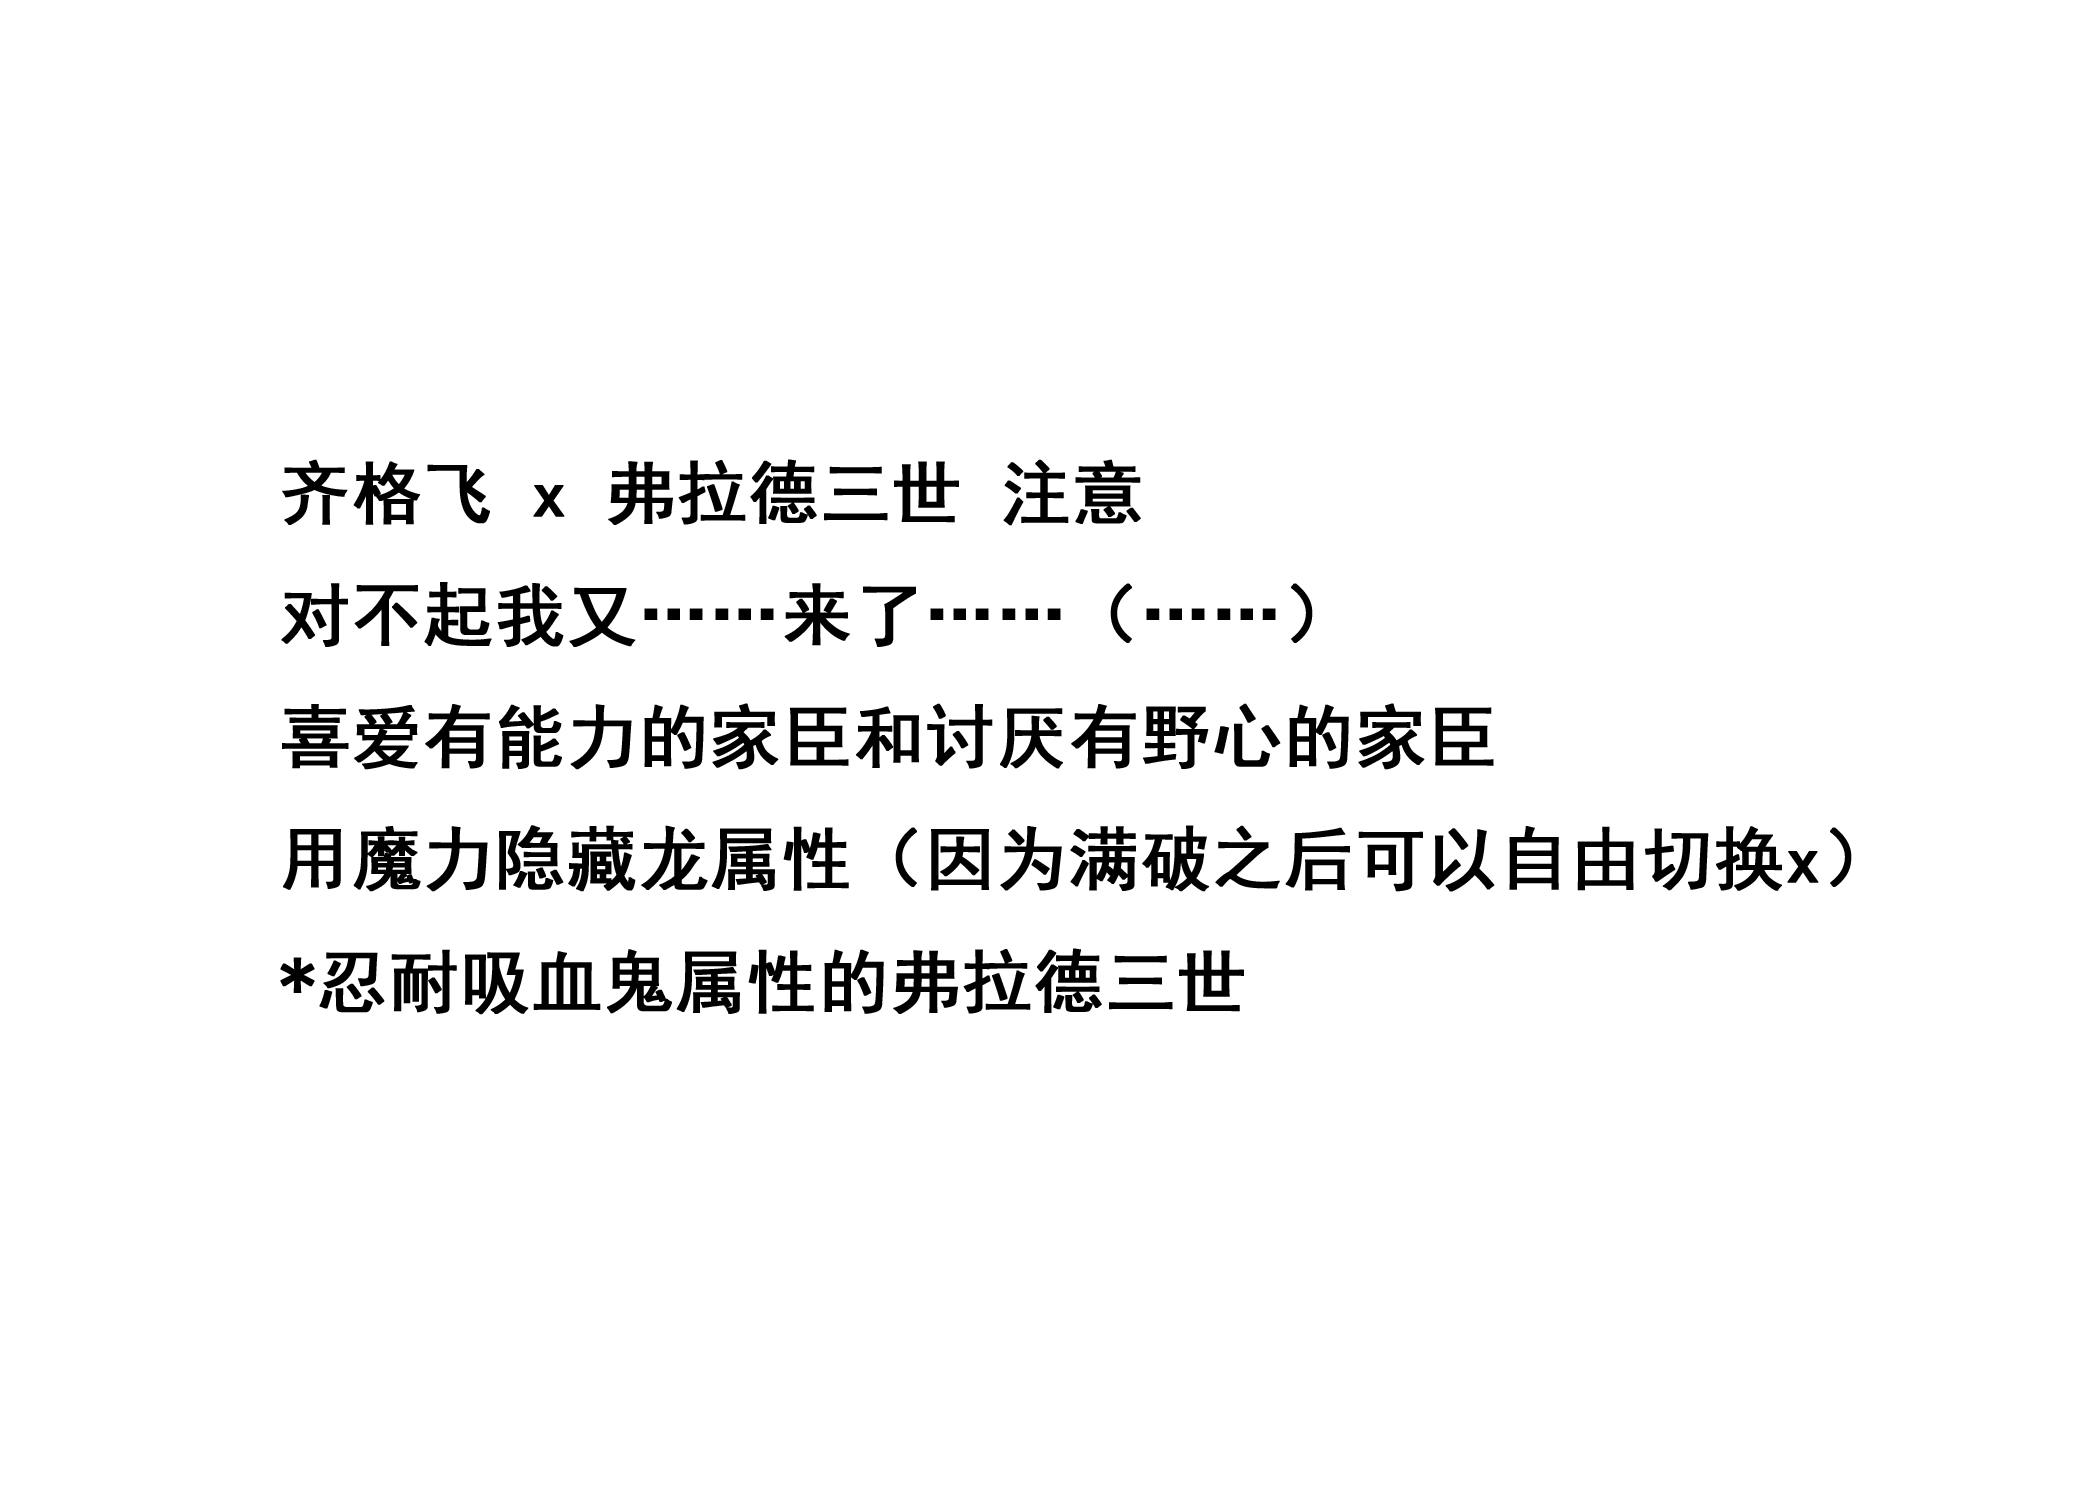 齐格飞 x 弗拉德三世 注意
对不起我又……来了……（……）
喜爱有能力的家臣和讨厌有野心的家臣
用魔力隐藏龙属性（因为满破之后可以自由切换x）
*忍耐吸血鬼属性的弗拉德三世